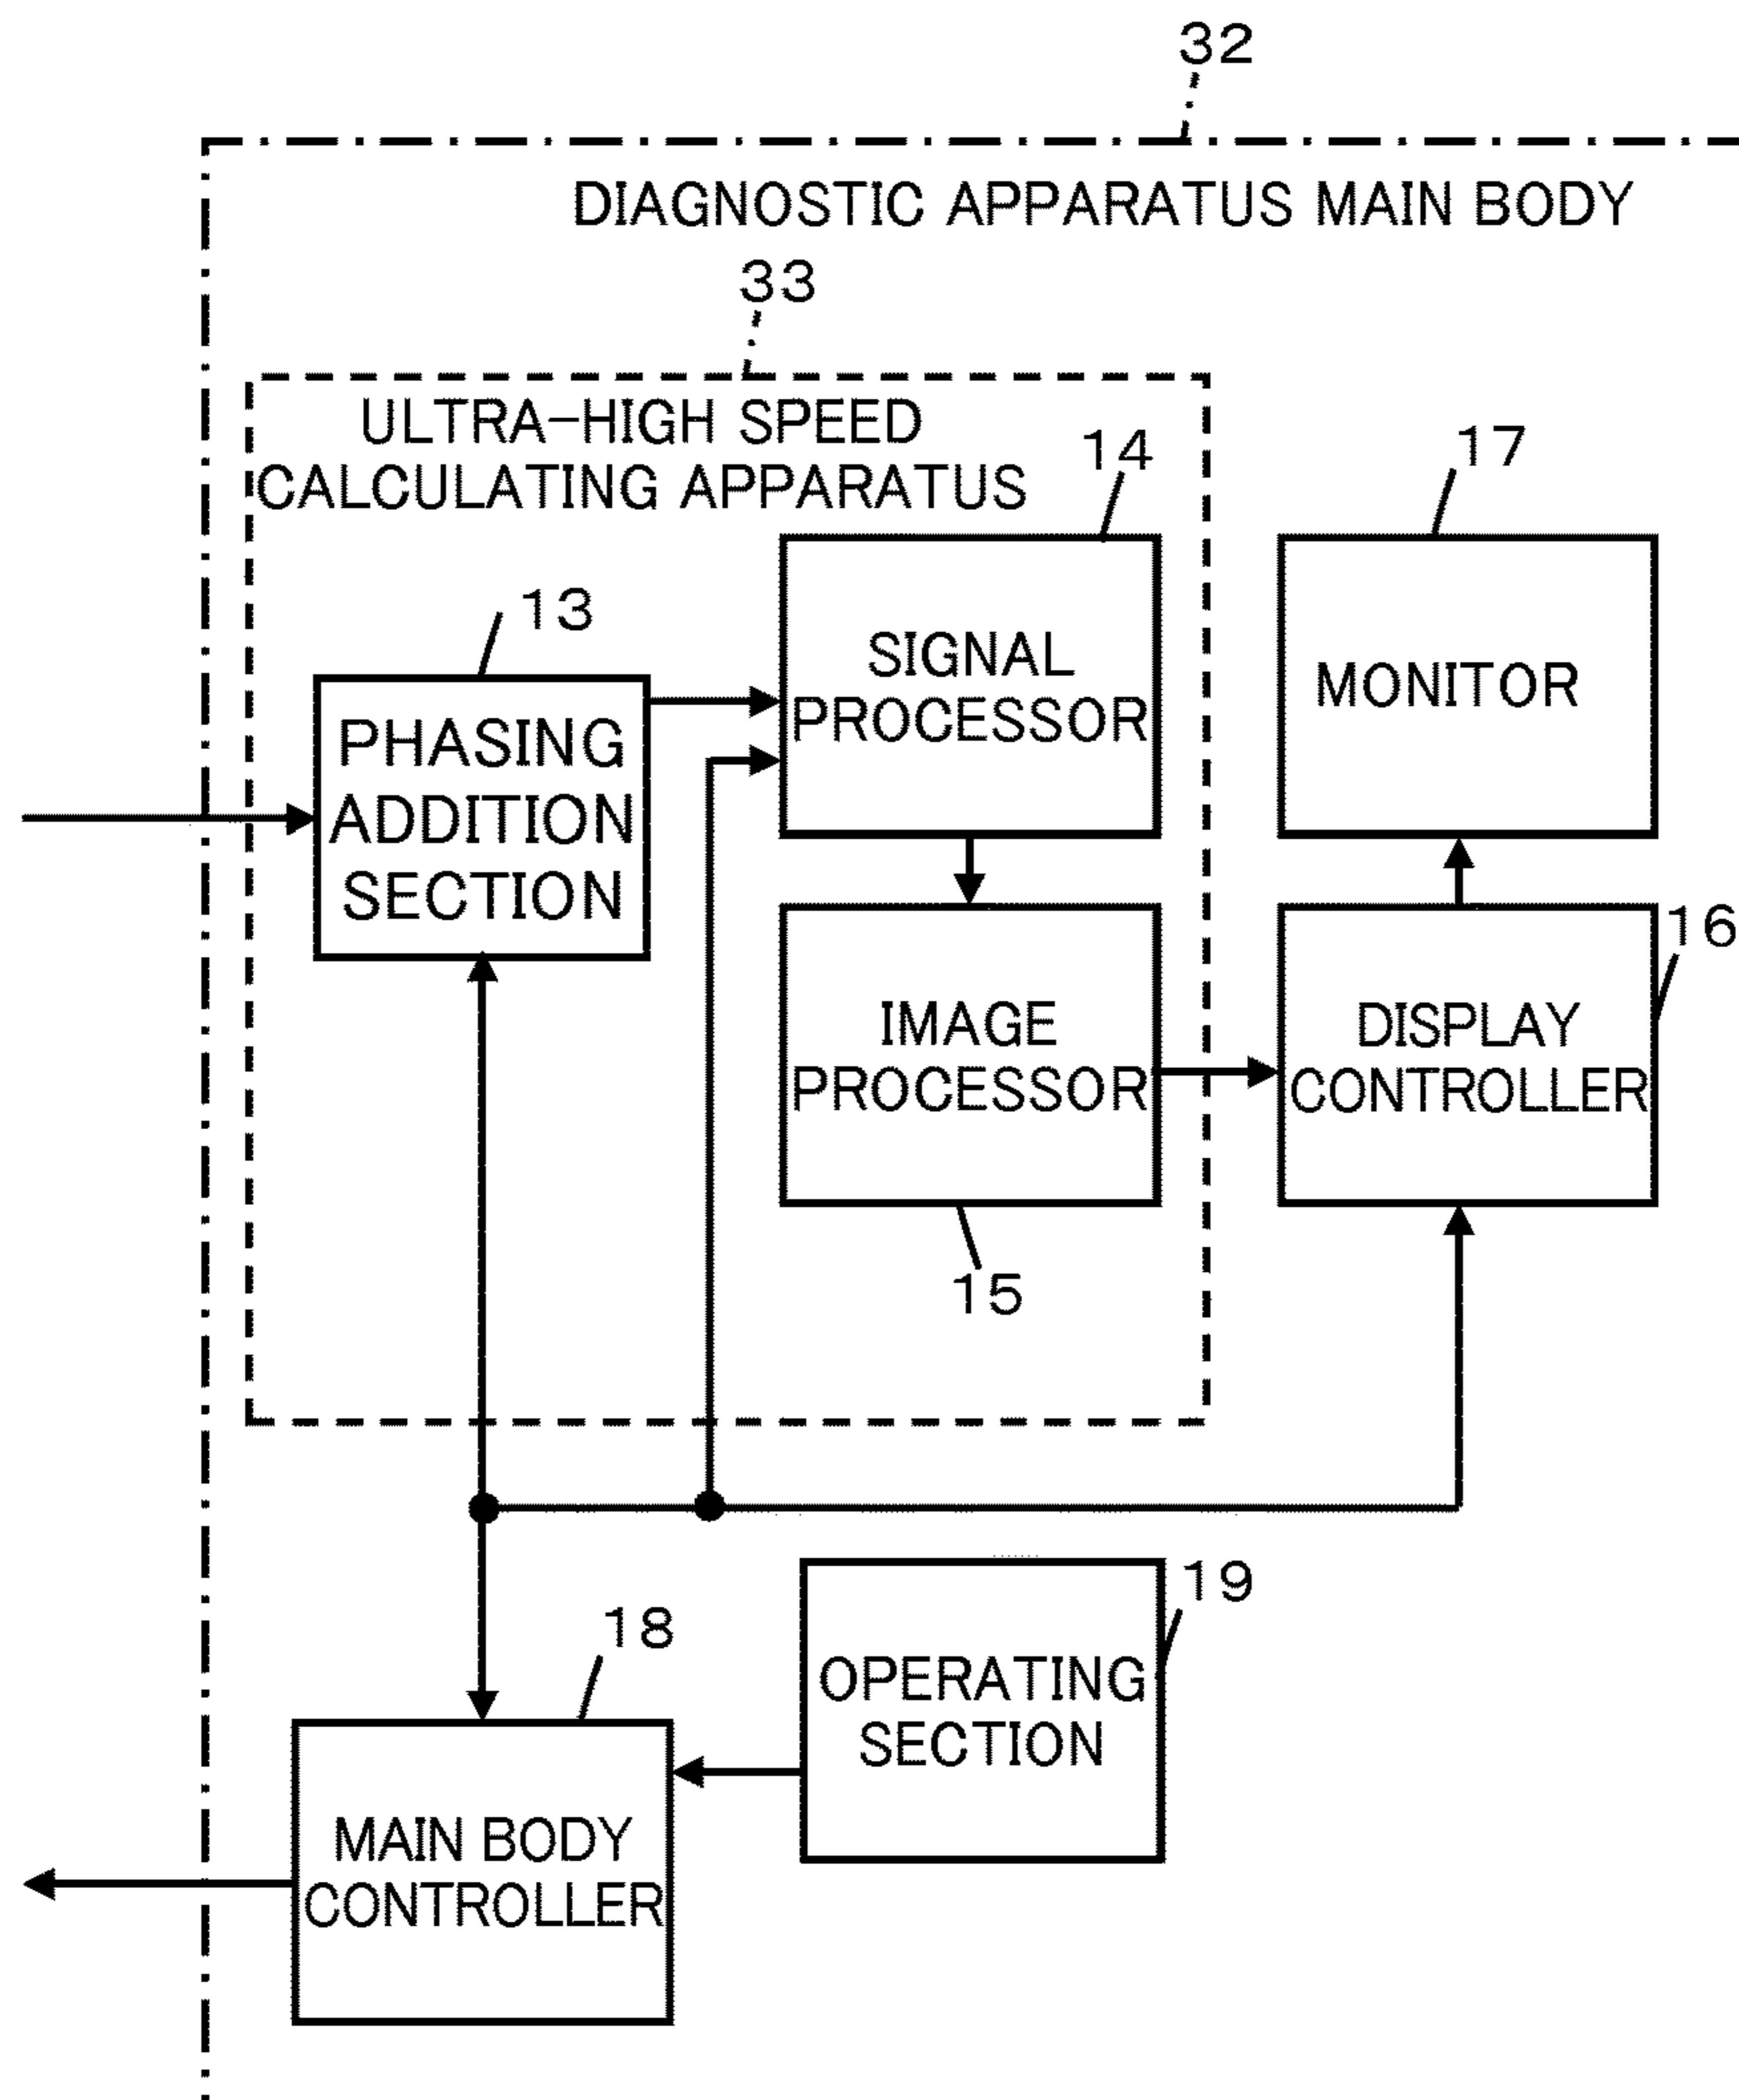 32
DIAGNOSTIC APPARATUS MAIN BODY
33
ULTRA-HIGH SPEED
CALCULATING APPARATUS
14
17
13
SIGNAL
PROCESSOR
MONITOR
PHASING
ADDITION
SECTION
16
IMAGE
PROCESSOR
DISPLAY
CONTROLLER
15
19
18
OPERATING
SECTION
MAIN BODY
CONTROLLER